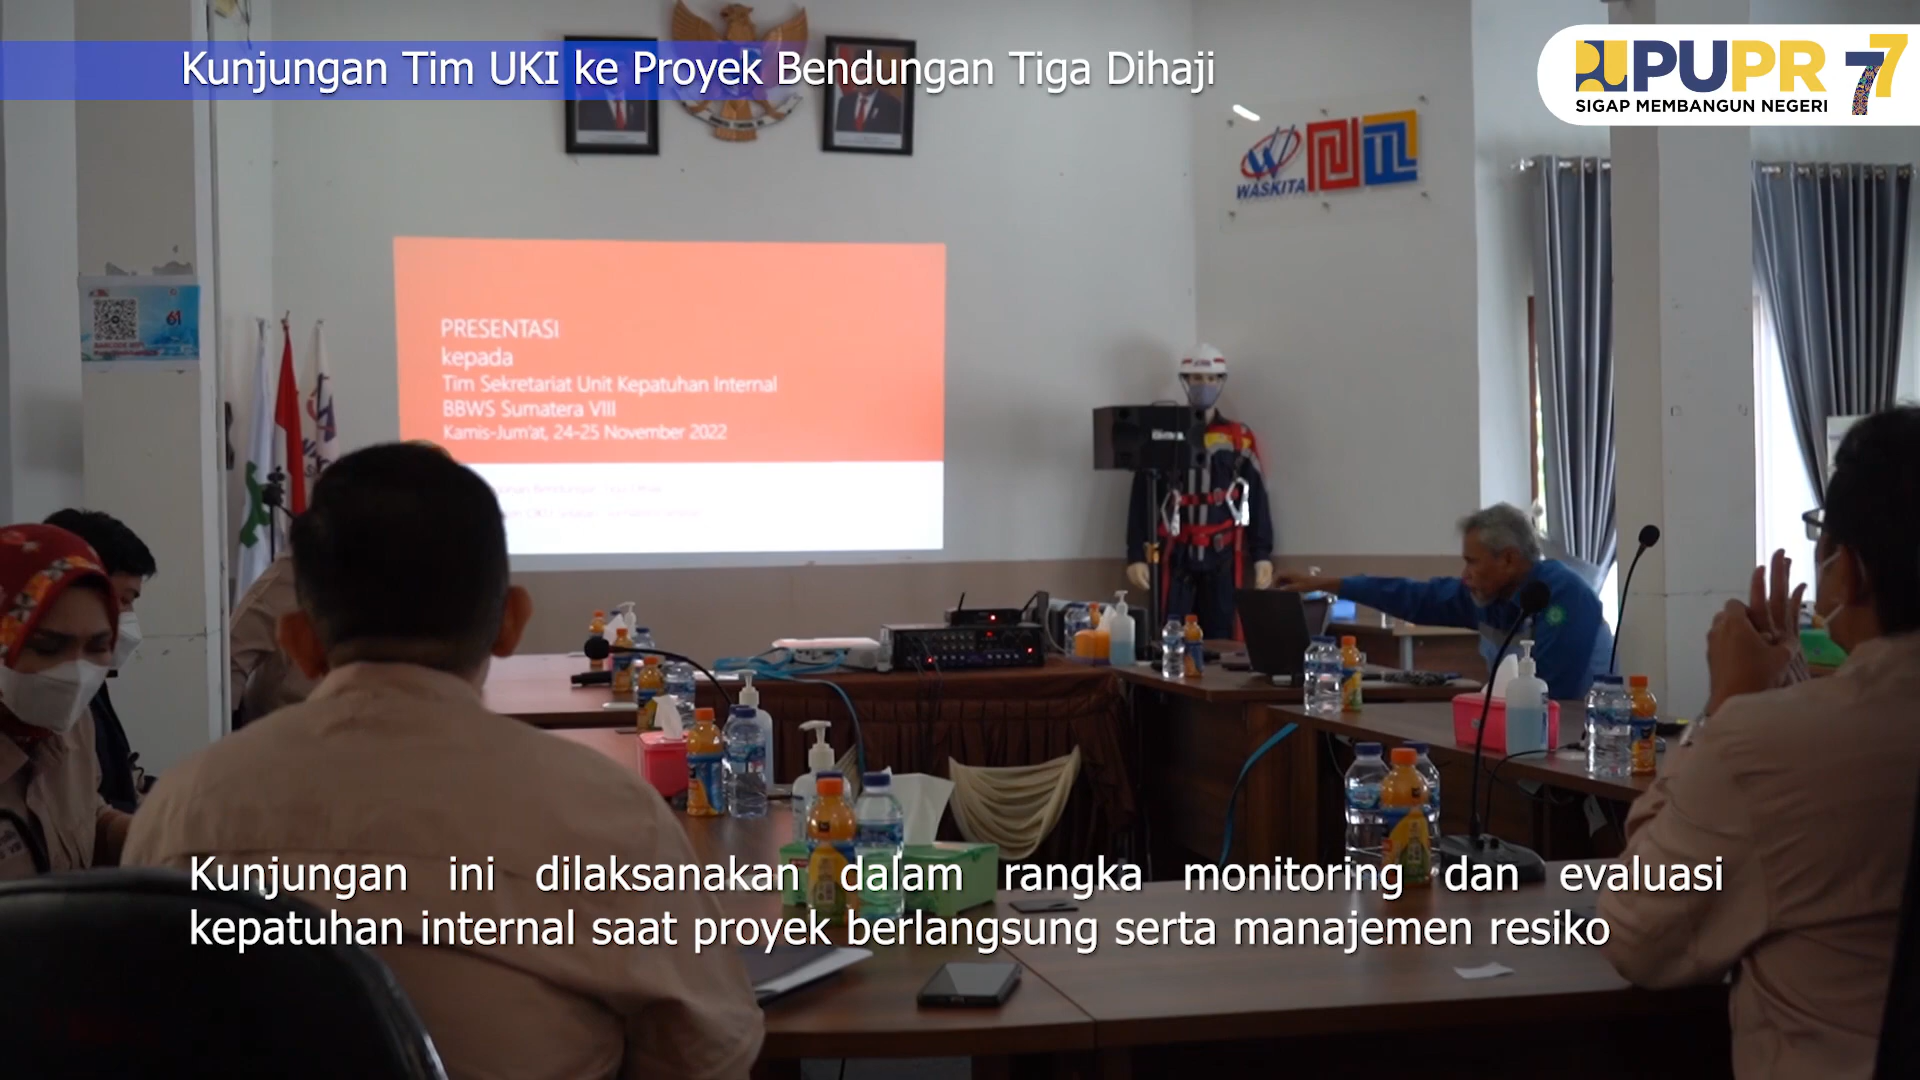 Kunjungan Tim UKI ke Proyek Bendungan Tiga Dihaji
PUPR 77
SIGAP MEMBANGUN NEGERI
WASKITA
PRESENTASI
kepada
Tim Sekretariat Unit Kepatuhan Internal
BBWS Sumatera VIII
Kamis-Jum'at, 24-25 November 2022
61
Kunjungan ini dilaksanakan dalam rangka monitoring dan evaluasi
kepatuhan internal saat proyek berlangsung serta manajemen resiko